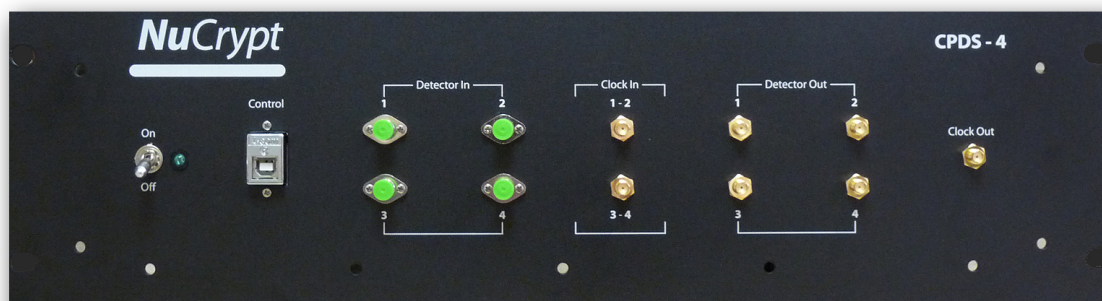 NuCrypt
CPDS - 4
Control
On
Off
Detector In
1
2
3
4
Clock In
1 - 2
3 - 4
Detector Out
1
2
3
4
Clock Out